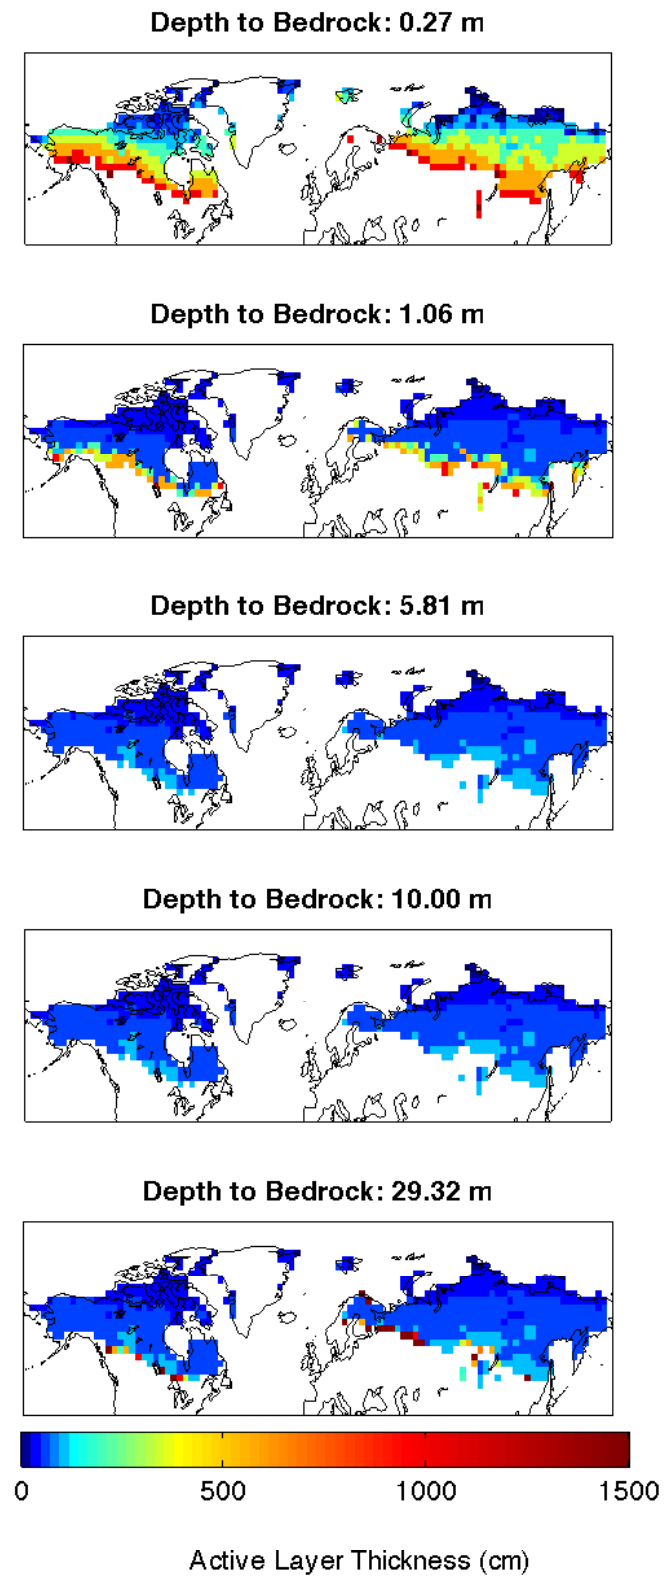 Depth to Bedrock: 0.27 m
Depth to Bedrock: 1.06 m
Depth to Bedrock: 5.81 m
Depth to Bedrock: 10.00 m
Depth to Bedrock: 29.32 m
0 500 1000 1500
Active Layer Thickness (cm)